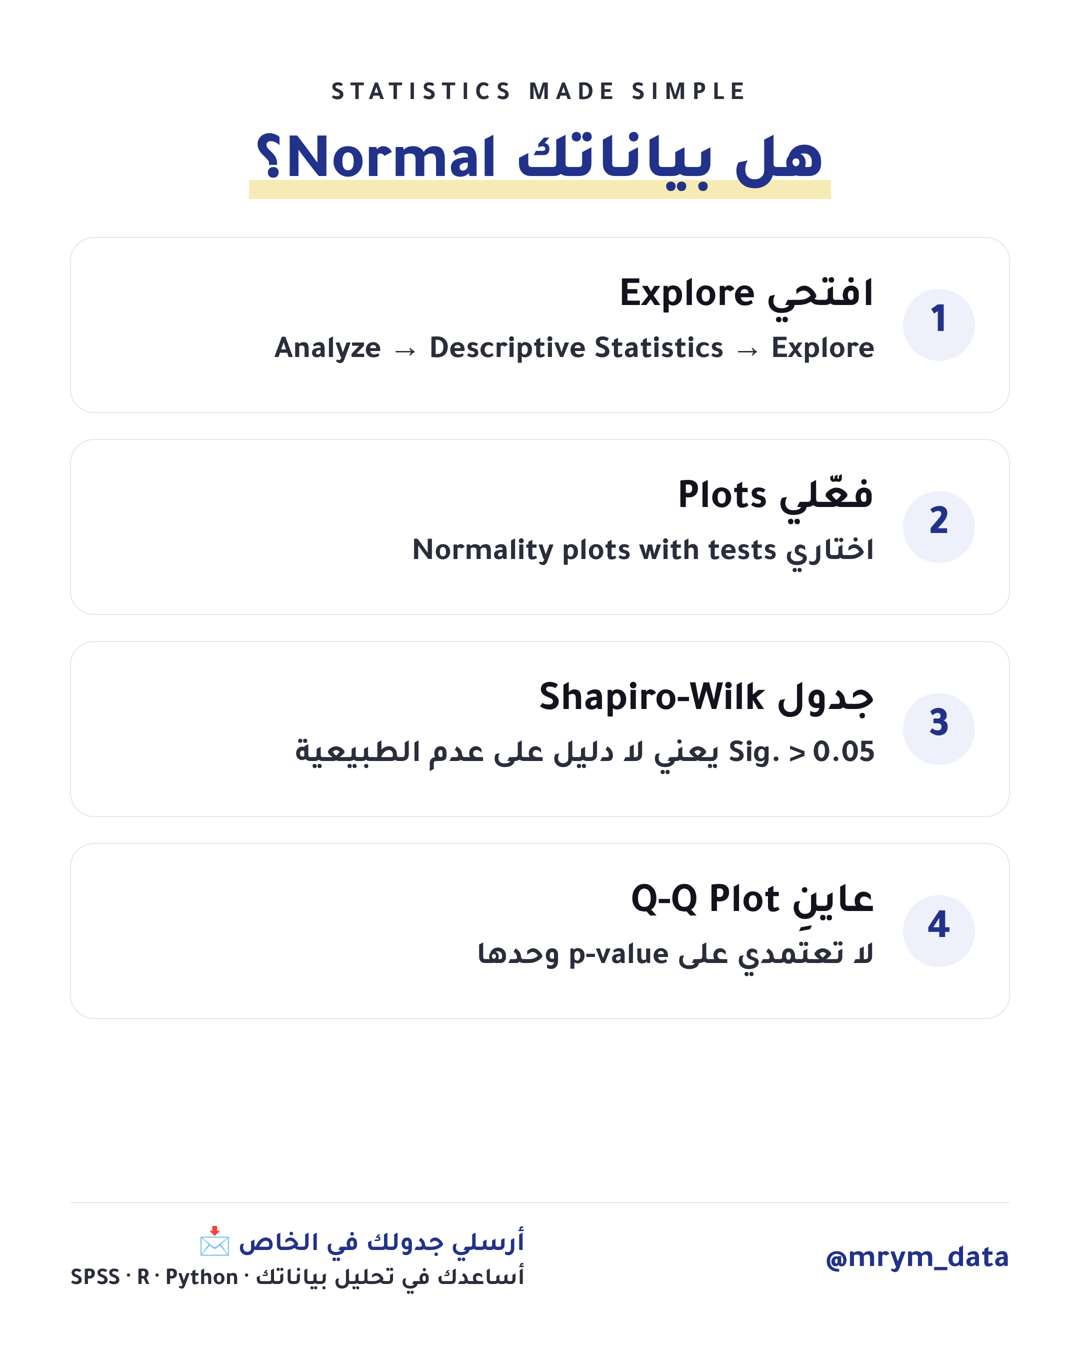 STATISTICS MADE SIMPLE
هل بياناتك Normal؟
1
افتحي Explore
Analyze → Descriptive Statistics → Explore
2
فعّلي Plots
اختاري Normality plots with tests
3
جدول Shapiro-Wilk
Sig. > 0.05 يعني لا دليل على عدم الطبيعية
4
عاينِ Q-Q Plot
لا تعتمدي على p-value وحدها
@mrym_data
أرسلي جدولك في الخاص 📩
أساعدك في تحليل بياناتك · SPSS · R · Python